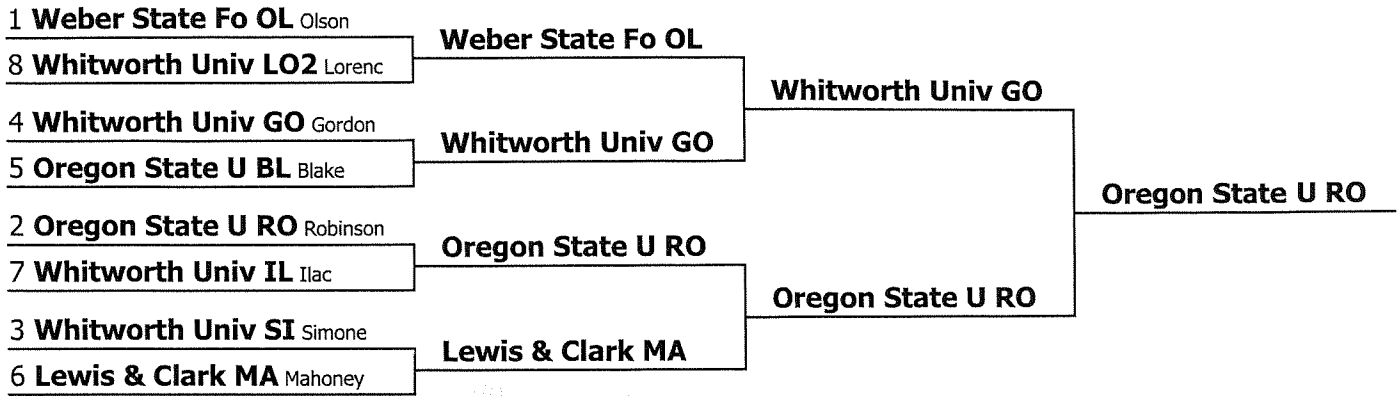 1 Weber State Fo OL Olson
8 Whitworth Univ LO2 Lorenc
4 Whitworth Univ GO Gordon
5 Oregon State U BL Blake
2 Oregon State U RO Robinson
7 Whitworth Univ IL Ilac
3 Whitworth Univ SI Simone
6 Lewis & Clark MA Mahoney
Weber State Fo OL
Whitworth Univ GO
Oregon State U RO
Lewis & Clark MA
Whitworth Univ GO
Oregon State U RO
Oregon State U RO